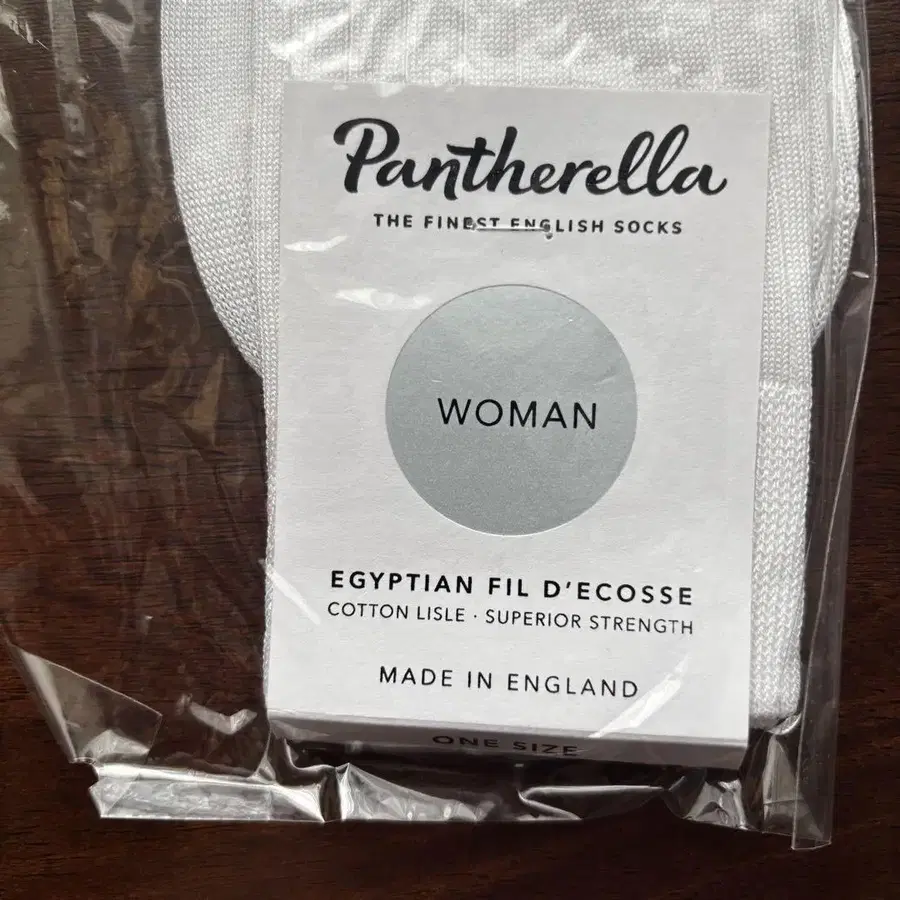 Pantherella
THE FINEST ENGLISH SOCKS
WOMAN
EGYPTIAN FIL D'ECOSSE
COTTON LISLE · SUPERIOR STRENGTH
MADE IN ENGLAND
ONE SIZE